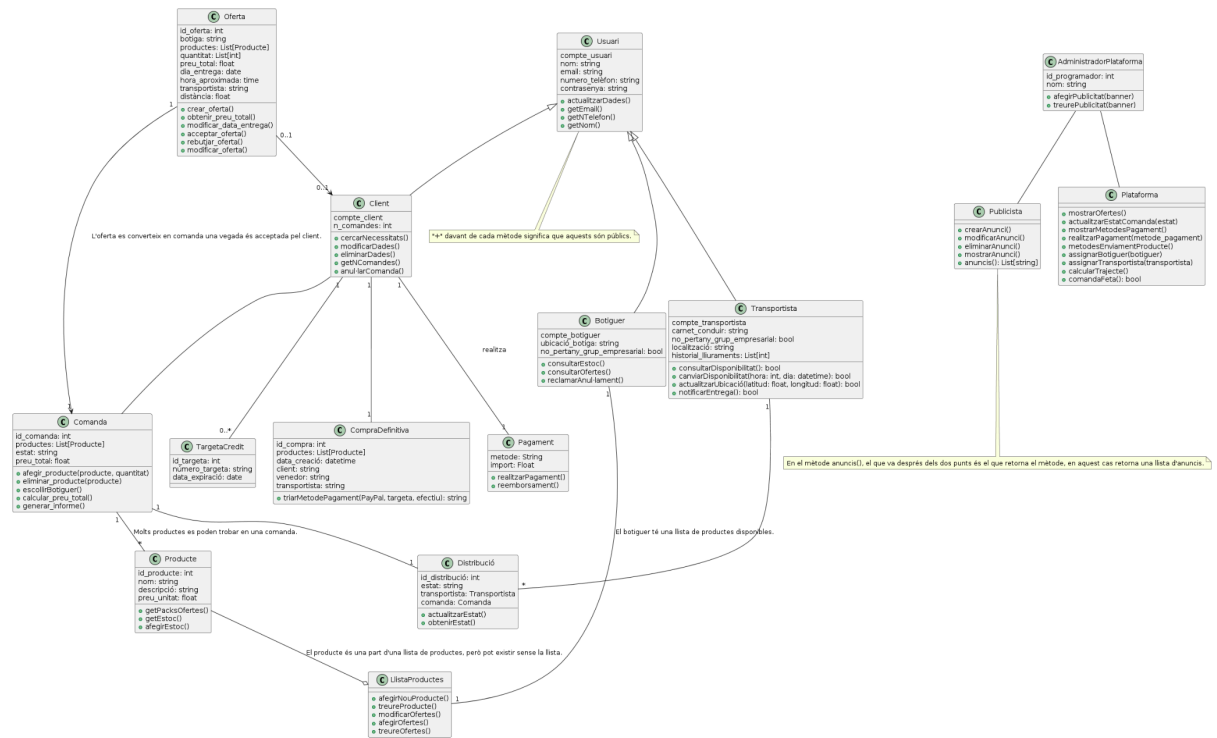 Oferta
id_oferta: int
botiga: string
productes: List[Producte]
quantitat: List[int]
preu_total: float
dia_entrega: date
hora_aproximada: time
transportista: string
distància: float
crear_oferta()
obtenir_preu_total()
modificar_data_entrega()
acceptar_oferta()
rebutjar_oferta()
modificar_oferta()
1
0..1
Usuari
compte_usuari
nom: string
email: string
numero_telèfon: string
contrasenya: string
actualitzarDades()
getEmail()
getNTelefon()
getNom()
AdministradorPlataforma
id_programador: int
nom: string
afegirPublicitat(banner)
treurePublicitat(banner)
0..1
Client
compte_client
n_comandes: int
cercarNecessitats()
modificarDades()
eliminarDades()
getNComandes()
anul·larComanda()
1
1
1
L'oferta es converteix en comanda una vegada és acceptada pel client.
"+" davant de cada mètode significa que aquests són públics.
Publicista
crearAnunci()
modificarAnunci()
eliminarAnunci()
mostrarAnunci()
anuncis(): List[string]
Plataforma
mostrarOfertes()
actualitzarEstatComanda(estat)
mostrarMetodesPagament()
realitzarPagament(metode_pagament)
metodesEnviamentProducte()
assignarBotiguer(botiguer)
assignarTransportista(transportista)
calcularTrajecte()
comandaFeta(): bool
realitza
Botiguer
compte_botiguer
ubicació_botiga: string
no_pertany_grup_empresarial: bool
consultarEstoc()
consultarOfertes()
reclamarAnul·lament()
1
Transportista
compte_transportista
carnet_conduir: string
no_pertany_grup_empresarial: bool
localització: string
historial_lliuraments: List[int]
consultarDisponibilitat(): bool
canviarDisponibilitat(hora: int, dia: datetime): bool
actualitzarUbicació(latitud: float, longitud: float): bool
notificarEntrega(): bool
1
1
Comanda
id_comanda: int
productes: List[Producte]
estat: string
preu_total: float
afegir_producte(producte, quantitat)
eliminar_producte(producte)
escollirBotiguer()
calcular_preu_total()
generar_informe()
1
1
0..*
TargetaCredit
id_targeta: int
número_targeta: string
data_expiració: date
1
CompraDefinitiva
id_compra: int
productes: List[Producte]
data_creació: datetime
client: string
venedor: string
transportista: string
triarMetodePagament(PayPal, targeta, efectiu): string
1
Pagament
metode: String
import: Float
realitzarPagament()
reemborsament()
En el mètode anuncis(), el que va després dels dos punts és el que retorna el mètode, en aquest cas retorna una llista d'anuncis.
Molts productes es poden trobar en una comanda.
El botiguer té una llista de productes disponibles.
*
Producte
id_producte: int
nom: string
descripció: string
preu_unitat: float
getPacksOfertes()
getEstoc()
afegirEstoc()
1
Distribució
id_distribució: int
estat: string
transportista: Transportista
comanda: Comanda
actualitzarEstat()
obtenirEstat()
*
El producte és una part d'una llista de productes, però pot existir sense la llista.
LlistaProductes
afegirNouProducte()
treureProducte()
modificarOfertes()
afegirOfertes()
treureOfertes()
1